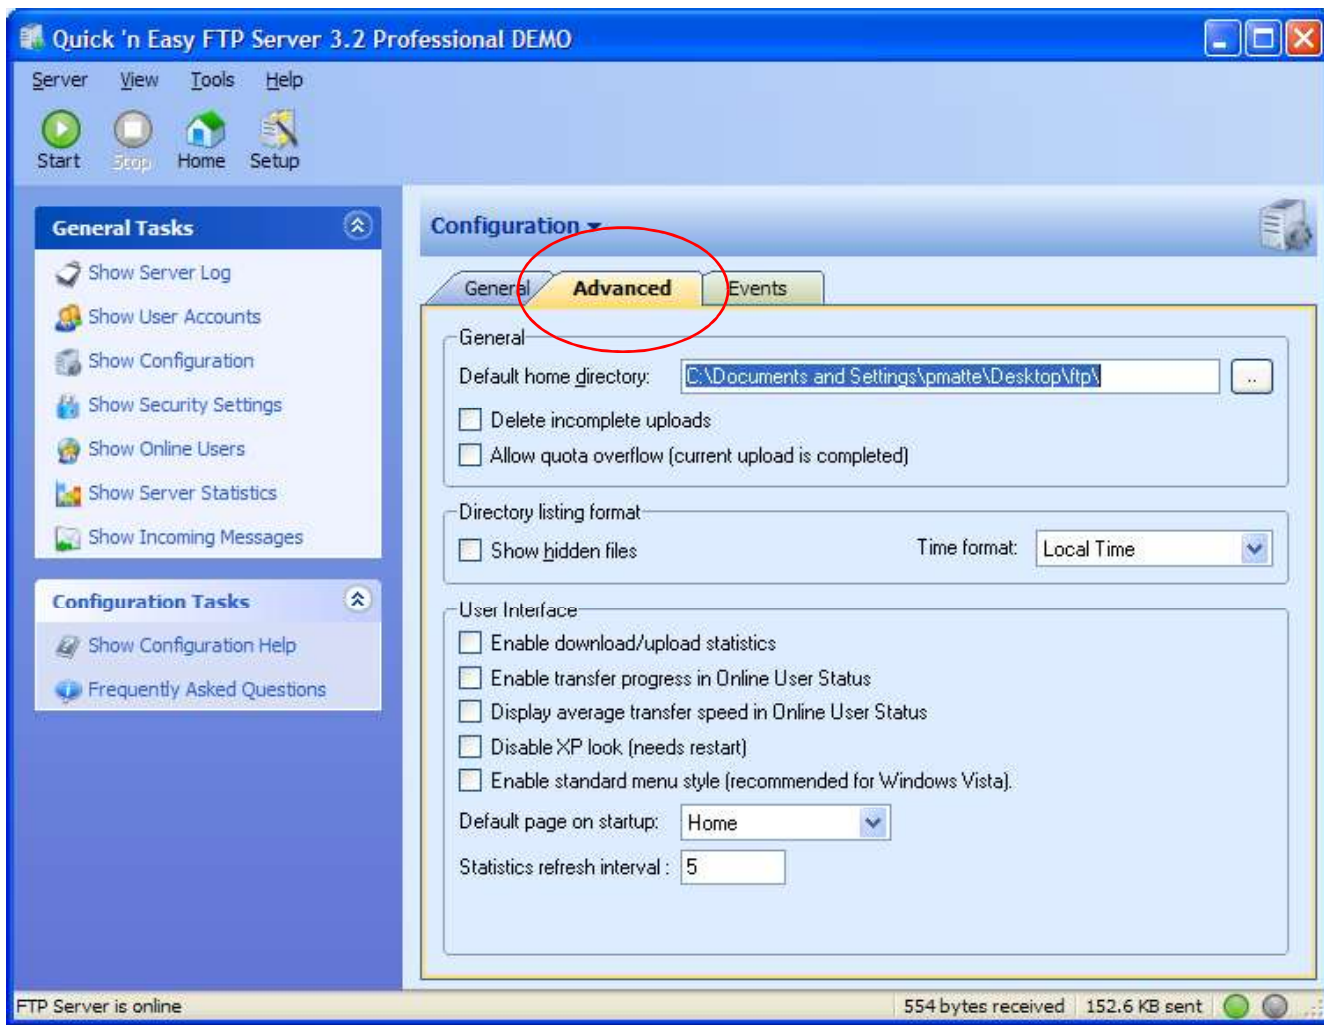 Quick 'n Easy FTP Server 3.2 Professional DEMO
Server View Tools Help
Start Stop Home Setup
General Tasks
Show Server Log
Show User Accounts
Show Configuration
Show Security Settings
Show Online Users
Show Server Statistics
Show Incoming Messages
Configuration Tasks
Show Configuration Help
Frequently Asked Questions
Configuration
General Advanced Events
General
Default home directory: C:\Documents and Settings\pmatte\Desktop\ftp\ ..
Delete incomplete uploads
Allow quota overflow (current upload is completed)
Directory listing format
Show hidden files Time format: Local Time
User Interface
Enable download/upload statistics
Enable transfer progress in Online User Status
Display average transfer speed in Online User Status
Disable XP look (needs restart)
Enable standard menu style (recommended for Windows Vista).
Default page on startup: Home
Statistics refresh interval : 5
FTP Server is online 554 bytes received 152.6 KB sent